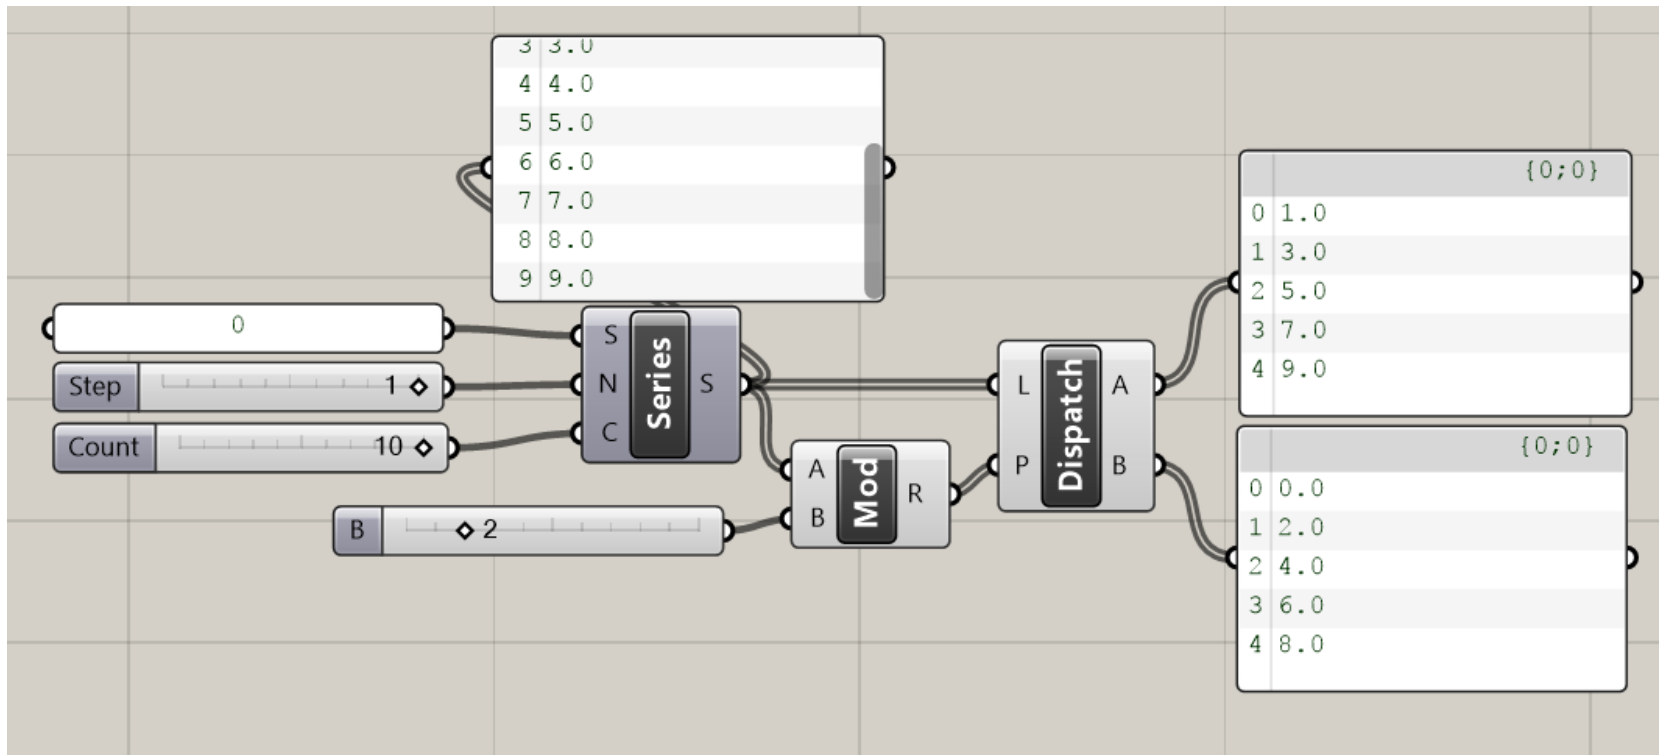 3 3.0
4 4.0
5 5.0
6 6.0
7 7.0
8 8.0
9 9.0
0
Step 1
Count 10
S
N
C
Series
S
B 2
A
B
Mod
R
L
P
Dispatch
A
B
{0;0}
0 1.0
1 3.0
2 5.0
3 7.0
4 9.0
{0;0}
0 0.0
1 2.0
2 4.0
3 6.0
4 8.0